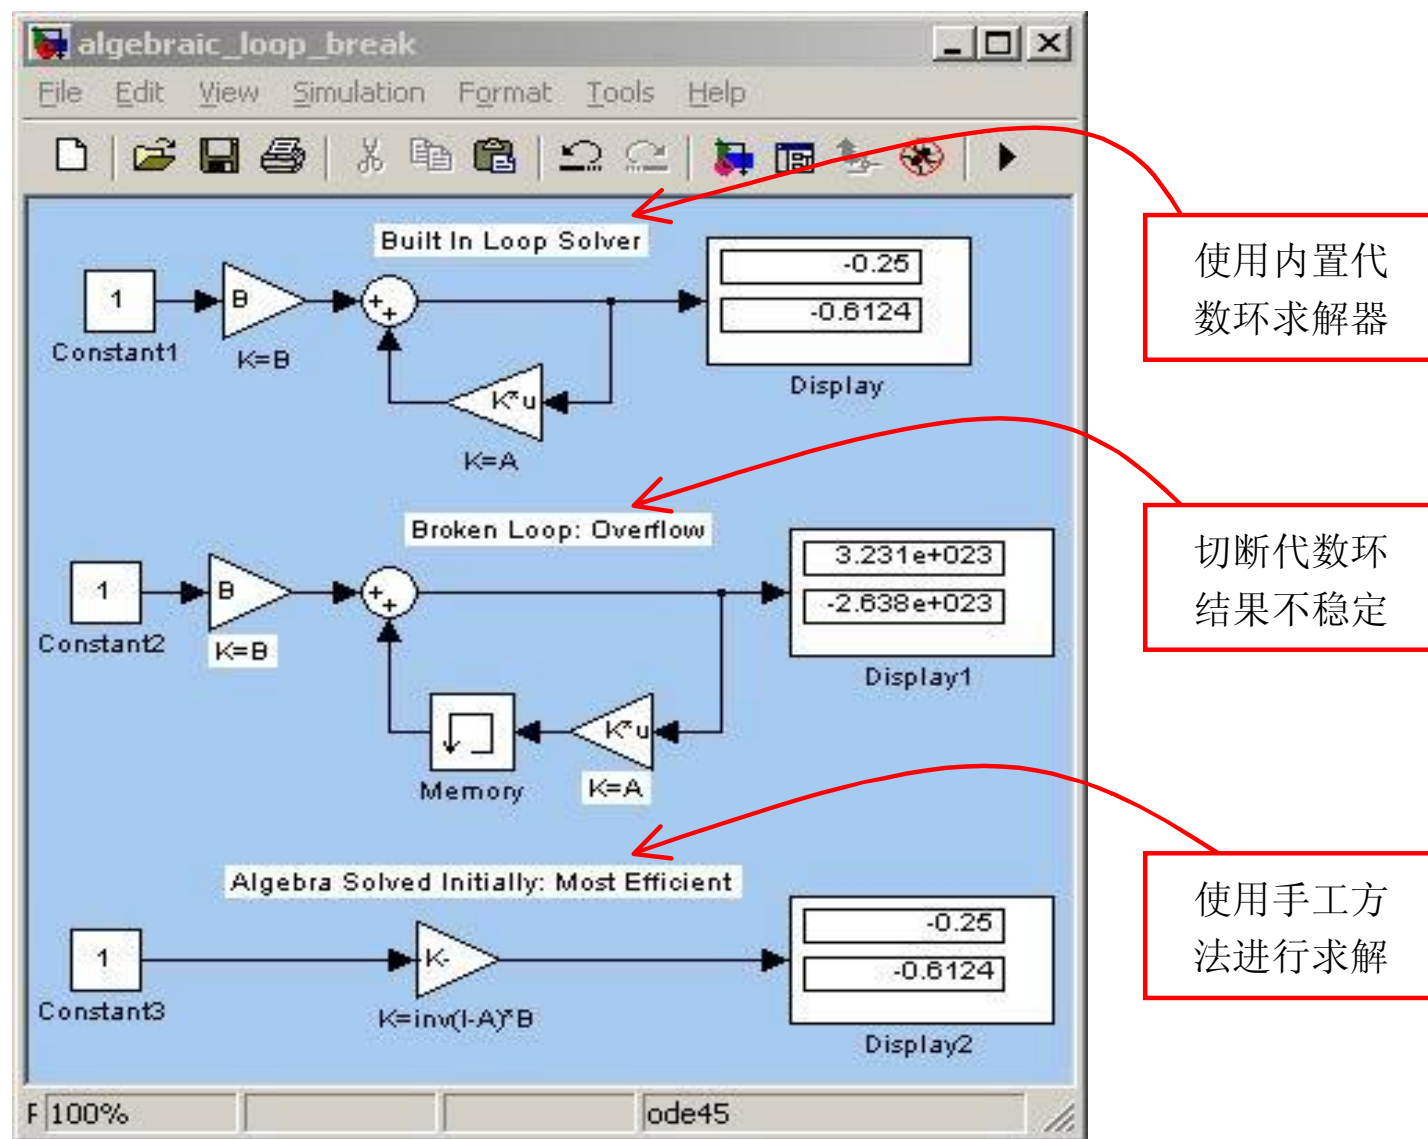 algebraic_loop_break
File Edit View Simulation Format Tools Help
Built In Loop Solver
-0.25
1
B
+
+
-0.6124
使用内置代
数环求解器
Constant1
K=B
Display
K*u
K=A
Broken Loop: Overflow
3.231e+023
1
B
+
+
-2.638e+023
切断代数环
结果不稳定
Constant2
K=B
Display1
K*u
Memory
K=A
Algebra Solved Initially: Most Efficient
-0.25
1
K-
-0.6124
使用手工方
法进行求解
Constant3
K=inv(I-A)*B
Display2
F 100% ode45